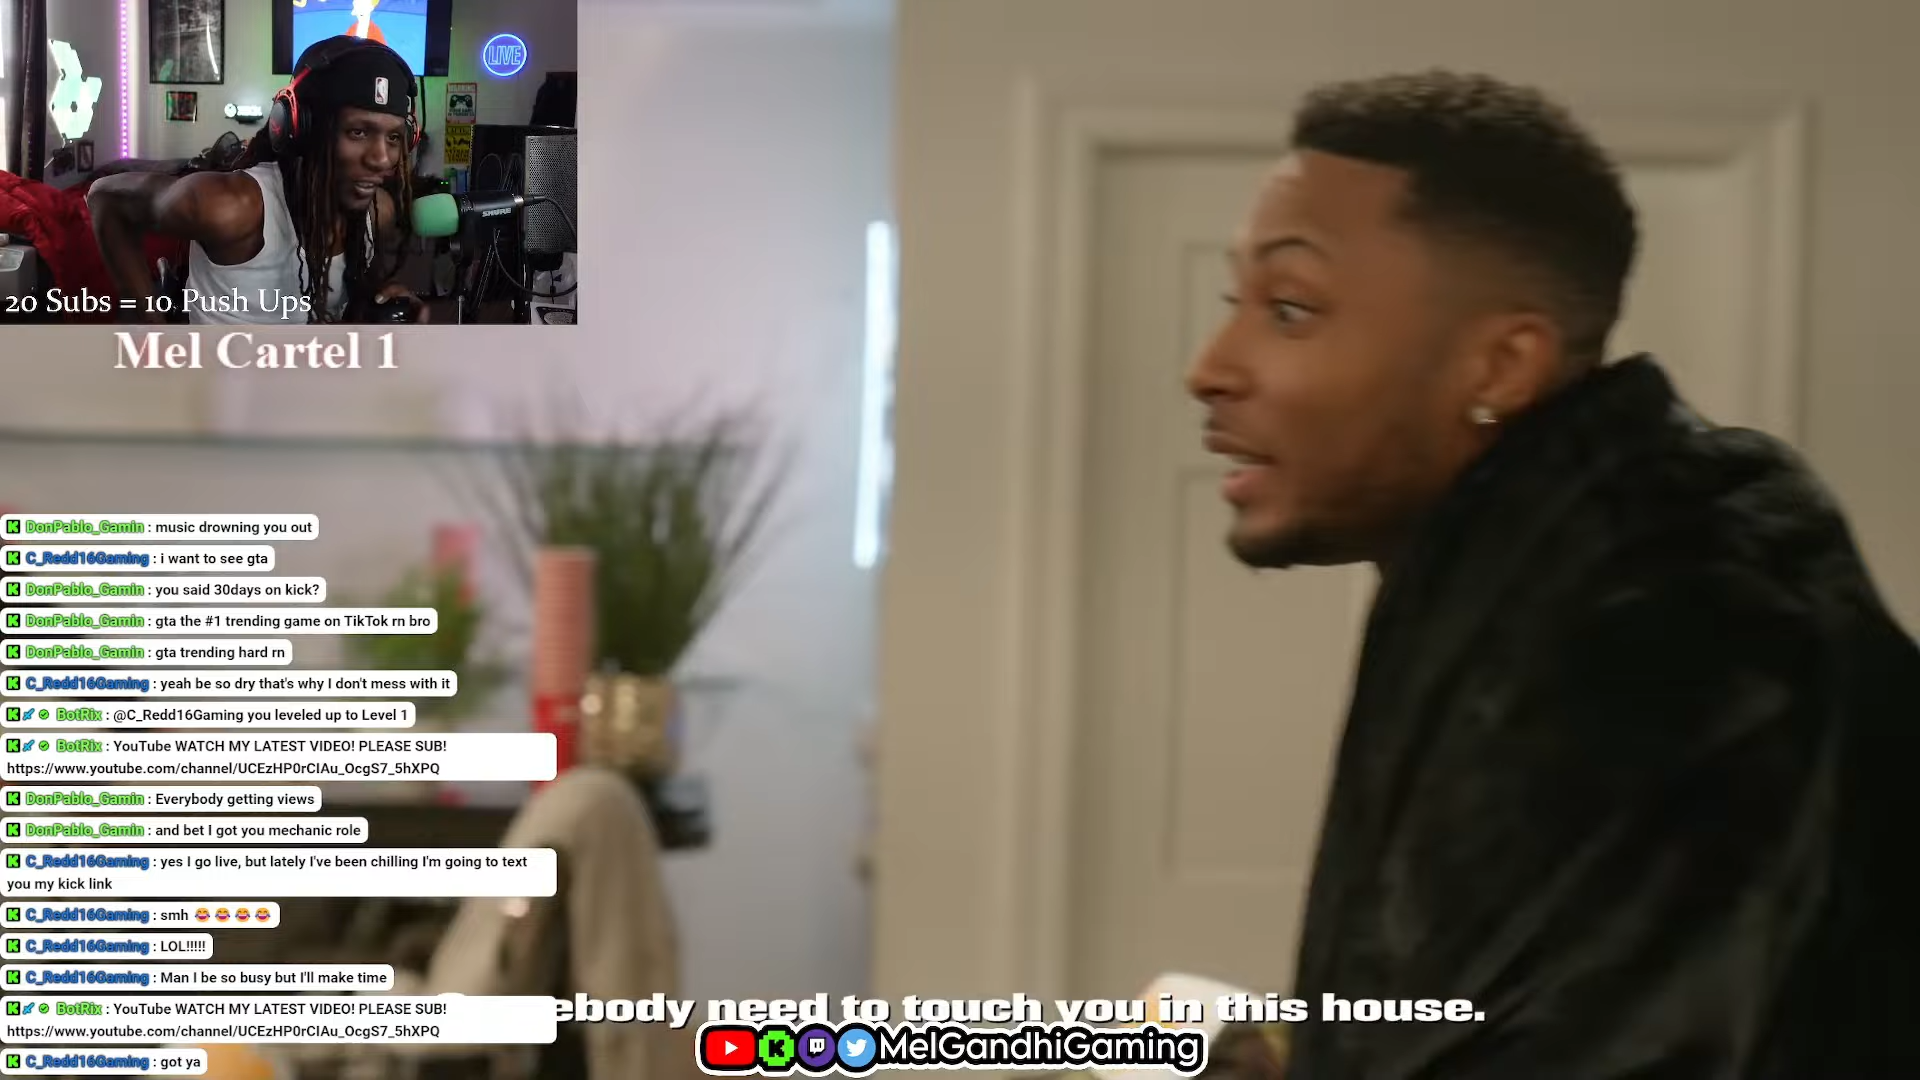 LIVE
WARNING
SHURE
20 Subs = 10 Push Ups
Mel Cartel 1
DonPablo_Gamin : music drowning you out
C_Redd16Gaming : i want to see gta
DonPablo_Gamin : you said 30days on kick?
DonPablo_Gamin : gta the #1 trending game on TikTok rn bro
DonPablo_Gamin : gta trending hard rn
C_Redd16Gaming : yeah be so dry that's why I don't mess with it
BotRix : @C_Redd16Gaming you leveled up to Level 1
BotRix : YouTube WATCH MY LATEST VIDEO! PLEASE SUB!
https://www.youtube.com/channel/UCEzHP0rCIAu_OcgS7_5hXPQ
DonPablo_Gamin : Everybody getting views
DonPablo_Gamin : and bet I got you mechanic role
C_Redd16Gaming : yes I go live, but lately I've been chilling I'm going to text
you my kick link
C_Redd16Gaming : smh 😂 😂 😂 😂
C_Redd16Gaming : LOL!!!!!
C_Redd16Gaming : Man I be so busy but I'll make time
BotRix : YouTube WATCH MY LATEST VIDEO! PLEASE SUB!
https://www.youtube.com/channel/UCEzHP0rCIAu_OcgS7_5hXPQ
C_Redd16Gaming : got ya
ebody need to touch you in this house.
MelGandhiGaming